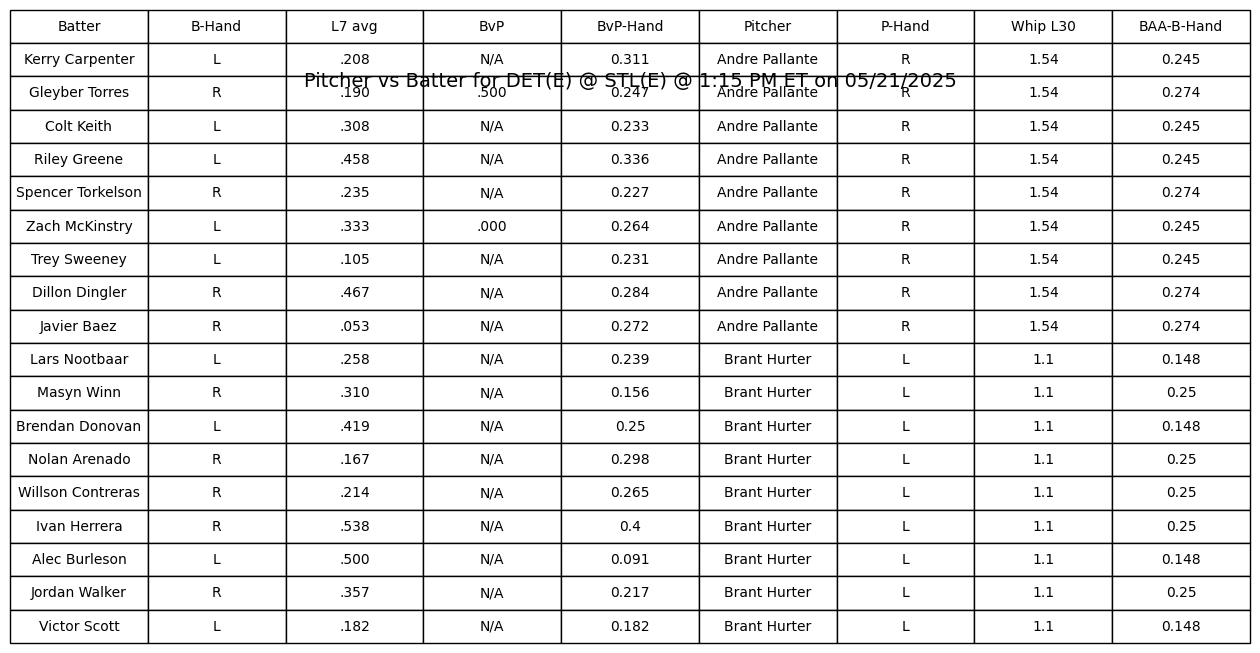 Batter B-Hand L7 avg BvP BvP-Hand Pitcher P-Hand Whip L30 BAA-B-Hand
Kerry Carpenter L .208 N/A 0.311 Andre Pallante R 1.54 0.245
Pitcher vs Batter for DET(E) @ STL(E) @ 1:15 PM ET on 05/21/2025
Gleyber Torres R .190 .500 0.247 Andre Pallante R 1.54 0.274
Colt Keith L .308 N/A 0.233 Andre Pallante R 1.54 0.245
Riley Greene L .458 N/A 0.336 Andre Pallante R 1.54 0.245
Spencer Torkelson R .235 N/A 0.227 Andre Pallante R 1.54 0.274
Zach McKinstry L .333 .000 0.264 Andre Pallante R 1.54 0.245
Trey Sweeney L .105 N/A 0.231 Andre Pallante R 1.54 0.245
Dillon Dingler R .467 N/A 0.284 Andre Pallante R 1.54 0.274
Javier Baez R .053 N/A 0.272 Andre Pallante R 1.54 0.274
Lars Nootbaar L .258 N/A 0.239 Brant Hurter L 1.1 0.148
Masyn Winn R .310 N/A 0.156 Brant Hurter L 1.1 0.25
Brendan Donovan L .419 N/A 0.25 Brant Hurter L 1.1 0.148
Nolan Arenado R .167 N/A 0.298 Brant Hurter L 1.1 0.25
Willson Contreras R .214 N/A 0.265 Brant Hurter L 1.1 0.25
Ivan Herrera R .538 N/A 0.4 Brant Hurter L 1.1 0.25
Alec Burleson L .500 N/A 0.091 Brant Hurter L 1.1 0.148
Jordan Walker R .357 N/A 0.217 Brant Hurter L 1.1 0.25
Victor Scott L .182 N/A 0.182 Brant Hurter L 1.1 0.148